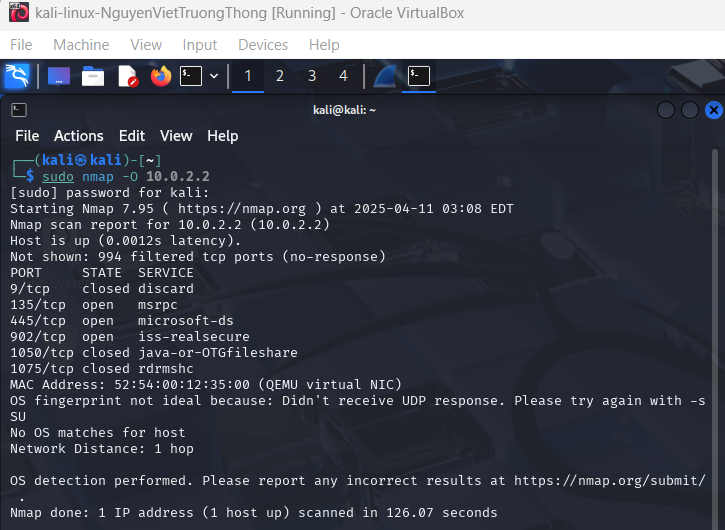 kali-linux-NguyenVietTruongThong [Running] - Oracle VirtualBox
File Machine View Input Devices Help
1 2 3 4
kali@kali: ~
File Actions Edit View Help
┌──(kali㉿kali)-[~]
└─$ sudo nmap -O 10.0.2.2
[sudo] password for kali:
Starting Nmap 7.95 ( https://nmap.org ) at 2025-04-11 03:08 EDT
Nmap scan report for 10.0.2.2 (10.0.2.2)
Host is up (0.0012s latency).
Not shown: 994 filtered tcp ports (no-response)
PORT     STATE  SERVICE
9/tcp    closed discard
135/tcp  open   msrpc
445/tcp  open   microsoft-ds
902/tcp  open   iss-realsecure
1050/tcp closed java-or-OTGfileshare
1075/tcp closed rdrmshc
MAC Address: 52:54:00:12:35:00 (QEMU virtual NIC)
OS fingerprint not ideal because: Didn't receive UDP response. Please try again with -s
SU
No OS matches for host
Network Distance: 1 hop
OS detection performed. Please report any incorrect results at https://nmap.org/submit/
.
Nmap done: 1 IP address (1 host up) scanned in 126.07 seconds